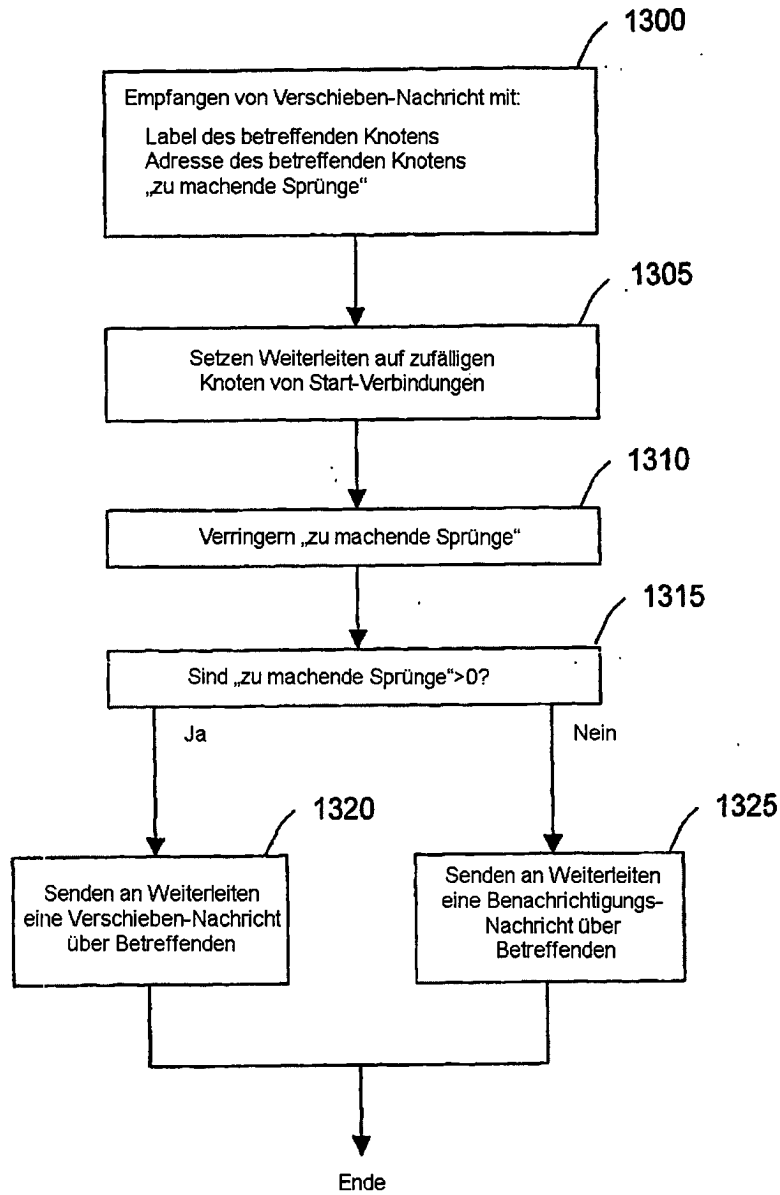 1300
Empfangen von Verschieben-Nachricht mit:
Label des betreffenden Knotens
Adresse des betreffenden Knotens
„zu machende Sprünge“
1305
Setzen Weiterleiten auf zufälligen
Knoten von Start-Verbindungen
1310
Verringern „zu machende Sprünge“
1315
Sind „zu machende Sprünge“>0?
Ja
Nein
1320
Senden an Weiterleiten
eine Verschieben-Nachricht
über Betreffenden
1325
Senden an Weiterleiten
eine Benachrichtigungs-
Nachricht über
Betreffenden
Ende